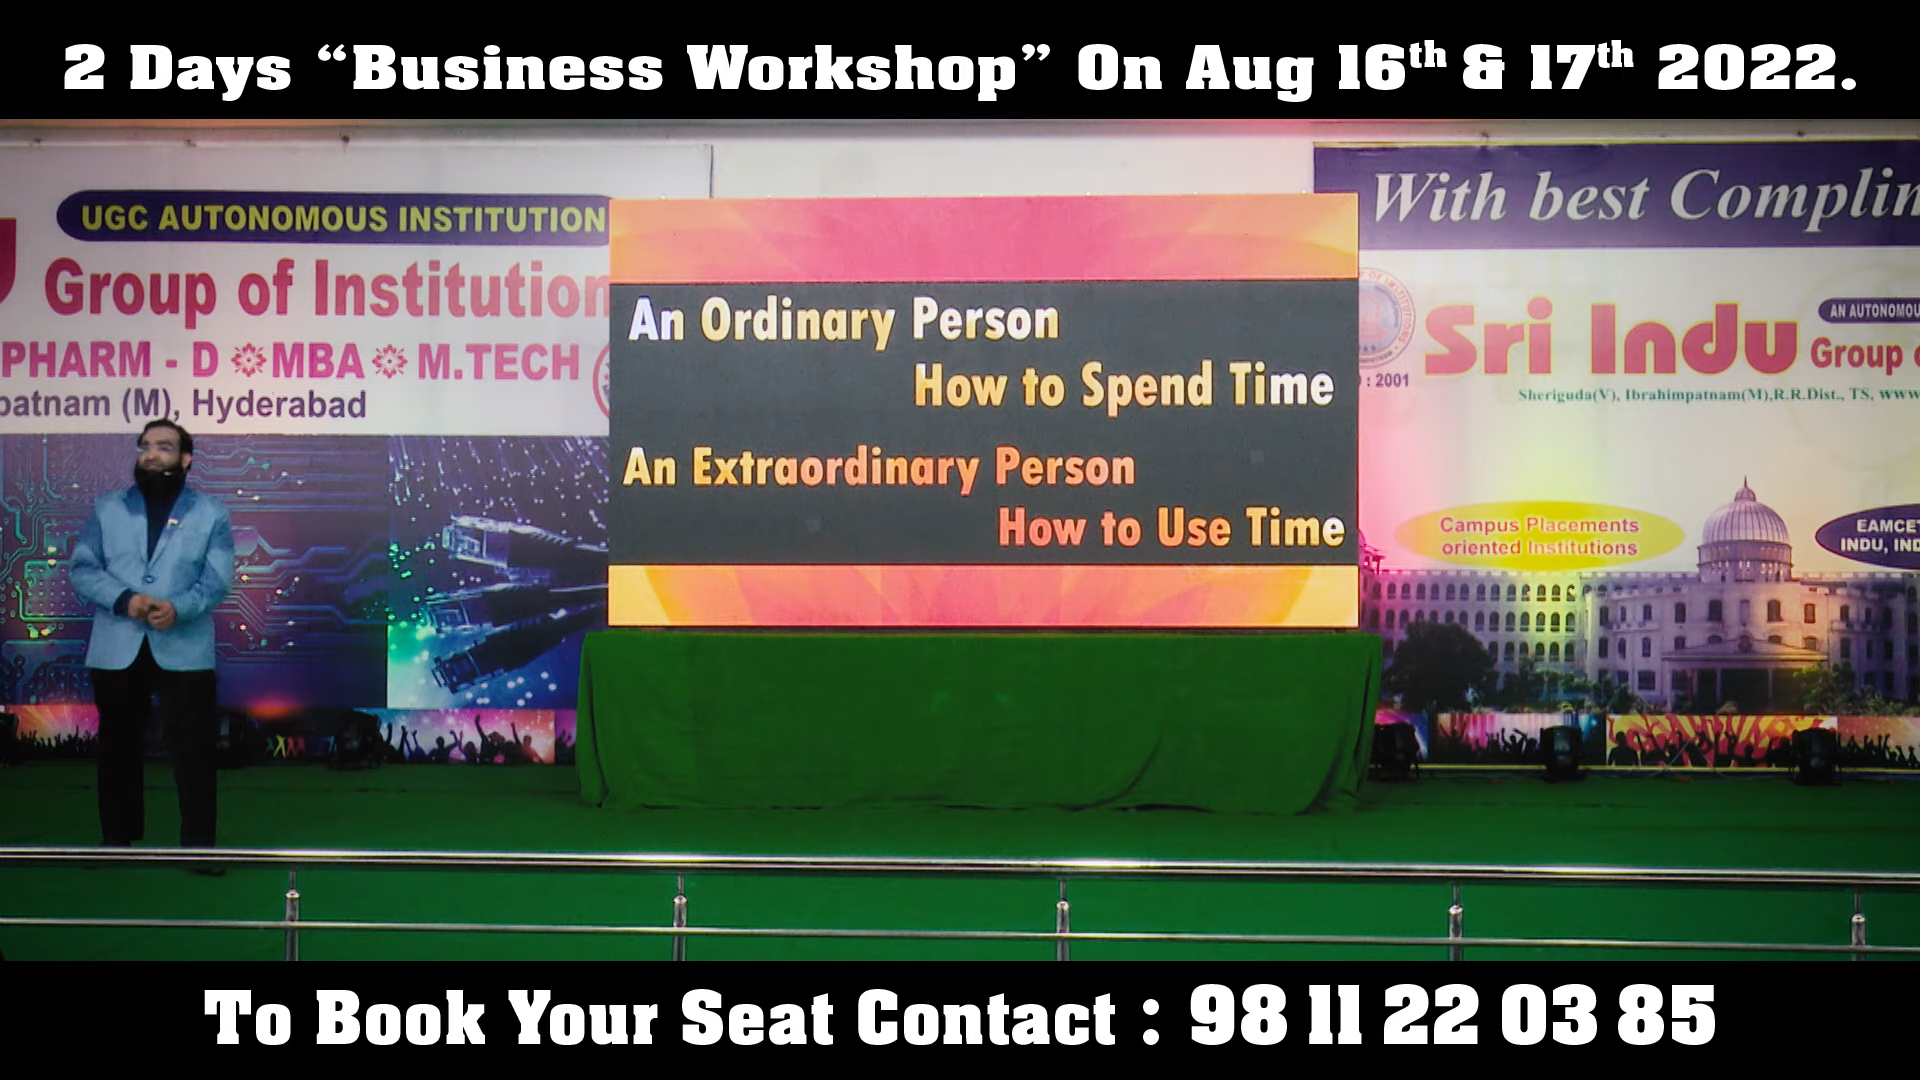 2 Days “Business Workshop” On Aug 16th & 17th 2022.
UGC AUTONOMOUS INSTITUTION
Group of Institution
PHARM - D MBA M.TECH
patnam (M), Hyderabad
An Ordinary Person
How to Spend Time
An Extraordinary Person
How to Use Time
With best Complim
AN AUTONOMOU
Sri Indu Group
: 2001
Sheriguda(V), Ibrahimpatnam(M),R.R.Dist., TS, www
Campus Placements
oriented Institutions
EAMCET
INDU, IND
To Book Your Seat Contact : 98 11 22 03 85